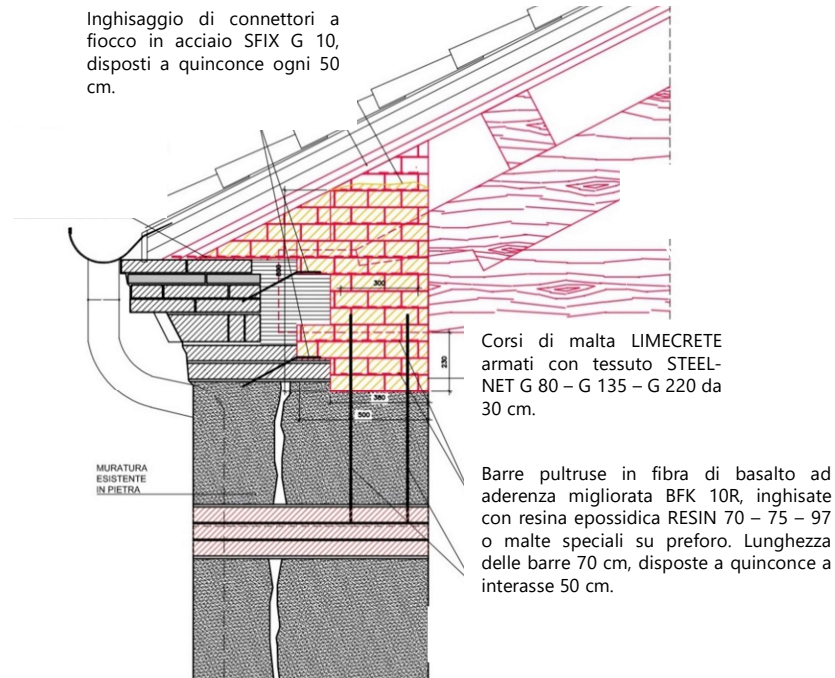 Inghisaggio di connettori a
fiocco in acciaio SFIX G 10,
disposti a quinconce ogni 50
cm.
300
Corsi di malta LIMECRETE
armati con tessuto STEEL-
NET G 80 – G 135 – G 220 da
30 cm.
230
380
500
MURATURA
ESISTENTE
IN PIETRA
Barre pultruse in fibra di basalto ad
aderenza migliorata BFK 10R, inghisate
con resina epossidica RESIN 70 – 75 – 97
o malte speciali su preforo. Lunghezza
delle barre 70 cm, disposte a quinconce a
interasse 50 cm.